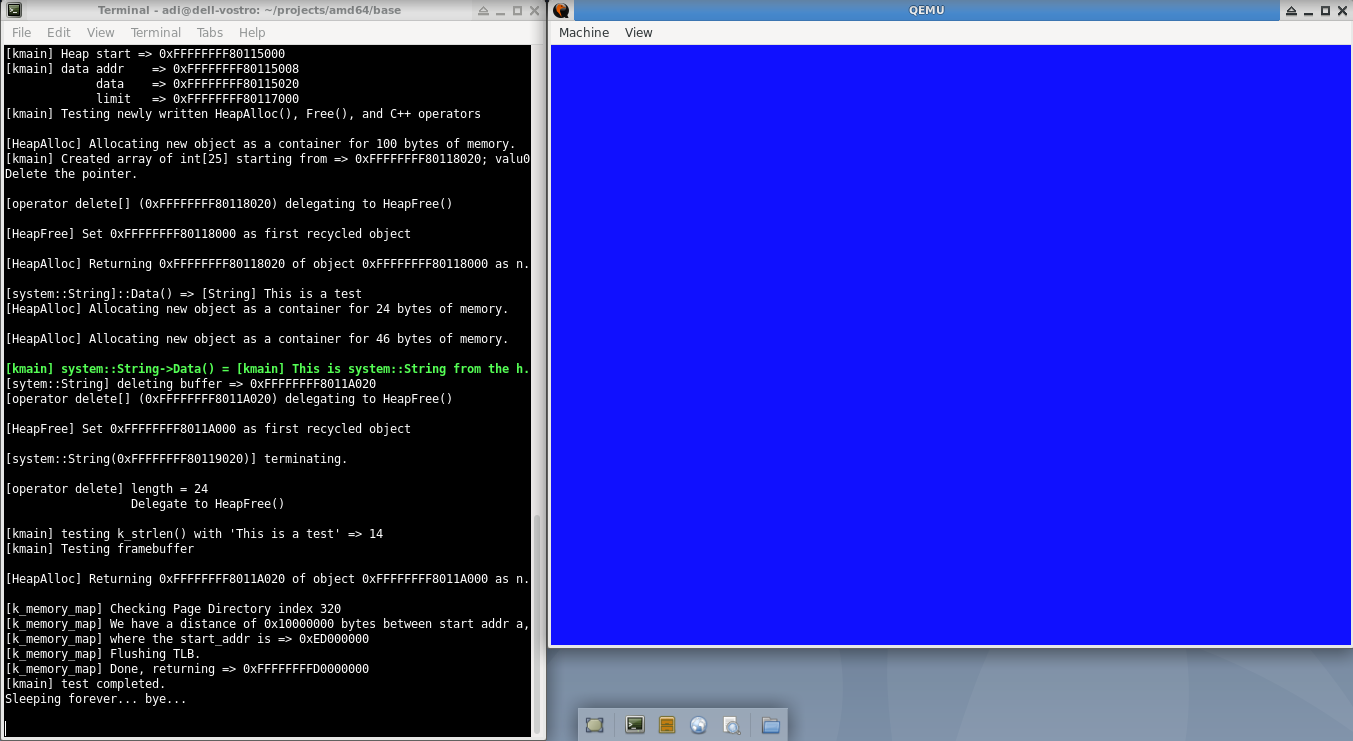 Terminal - adi@dell-vostro: ~/projects/amd64/base
File Edit View Terminal Tabs Help
[kmain] Heap start => 0xFFFFFFFF80115000
[kmain] data addr    => 0xFFFFFFFF80115008
             data    => 0xFFFFFFFF80115020
             limit   => 0xFFFFFFFF80117000
[kmain] Testing newly written HeapAlloc(), Free(), and C++ operators
[HeapAlloc] Allocating new object as a container for 100 bytes of memory.
[kmain] Created array of int[25] starting from => 0xFFFFFFFF80118020; valu0
Delete the pointer.
[operator delete[] (0xFFFFFFFF80118020) delegating to HeapFree()
[HeapFree] Set 0xFFFFFFFF80118000 as first recycled object
[HeapAlloc] Returning 0xFFFFFFFF80118020 of object 0xFFFFFFFF80118000 as n.
[system::String]::Data() => [String] This is a test
[HeapAlloc] Allocating new object as a container for 24 bytes of memory.
[HeapAlloc] Allocating new object as a container for 46 bytes of memory.
[kmain] system::String->Data() = [kmain] This is system::String from the h.
[sytem::String] deleting buffer => 0xFFFFFFFF8011A020
[operator delete[] (0xFFFFFFFF8011A020) delegating to HeapFree()
[HeapFree] Set 0xFFFFFFFF8011A000 as first recycled object
[system::String(0xFFFFFFFF80119020)] terminating.
[operator delete] length = 24
                  Delegate to HeapFree()
[kmain] testing k_strlen() with 'This is a test' => 14
[kmain] Testing framebuffer
[HeapAlloc] Returning 0xFFFFFFFF8011A020 of object 0xFFFFFFFF8011A000 as n.
[k_memory_map] Checking Page Directory index 320
[k_memory_map] We have a distance of 0x10000000 bytes between start addr a,
[k_memory_map] where the start_addr is => 0xED000000
[k_memory_map] Flushing TLB.
[k_memory_map] Done, returning => 0xFFFFFFFFD0000000
[kmain] test completed.
Sleeping forever... bye...
QEMU
Machine View